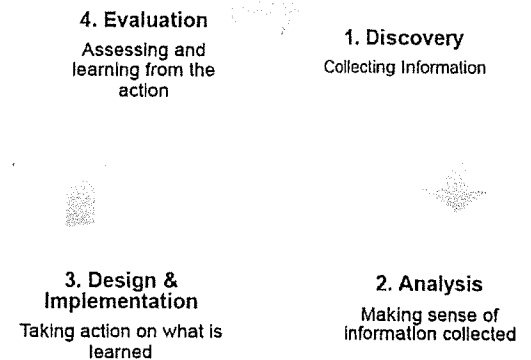 4. Evaluation
Assessing and
learning from the
action
1. Discovery
Collecting Information
3. Design &
Implementation
Taking action on what is
learned
2. Analysis
Making sense of
information collected